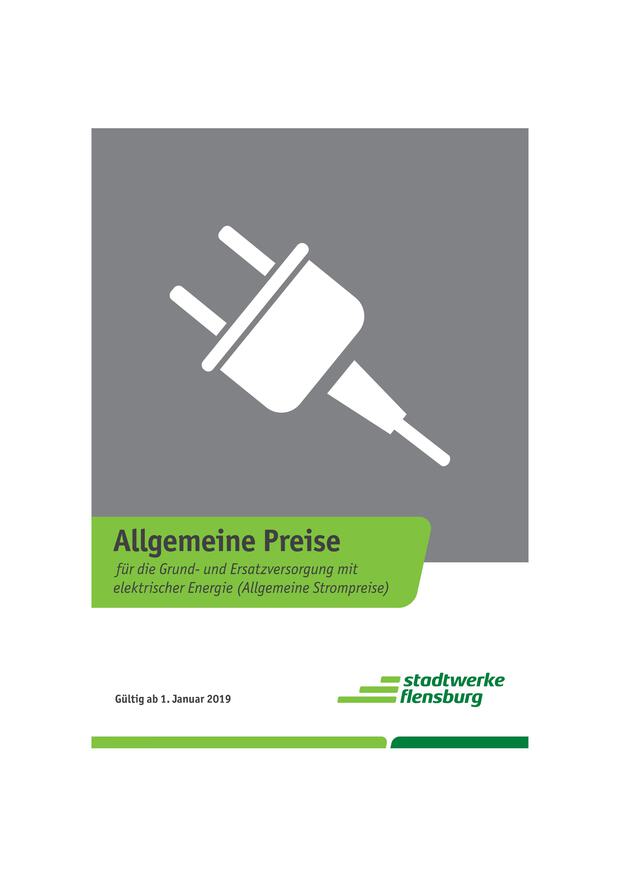 Allgemeine Preise
für die Grund- und Ersatzversorgung mit
elektrischer Energie (Allgemeine Strompreise)
Gültig ab 1. Januar 2019
stadtwerke
flensburg